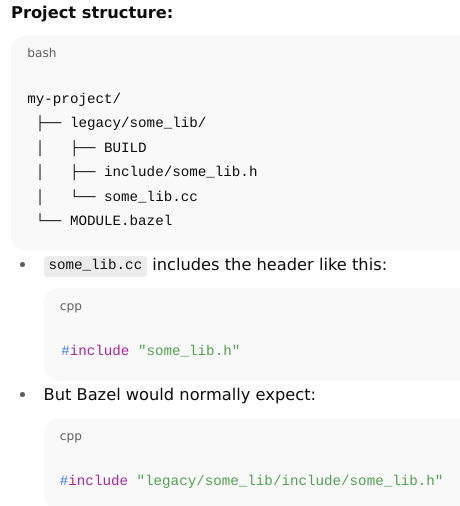 Project structure:
bash
my-project/
├── legacy/some_lib/
│   ├── BUILD
│   ├── include/some_lib.h
│   └── some_lib.cc
└── MODULE.bazel
• some_lib.cc includes the header like this:
cpp
#include "some_lib.h"
• But Bazel would normally expect:
cpp
#include "legacy/some_lib/include/some_lib.h"